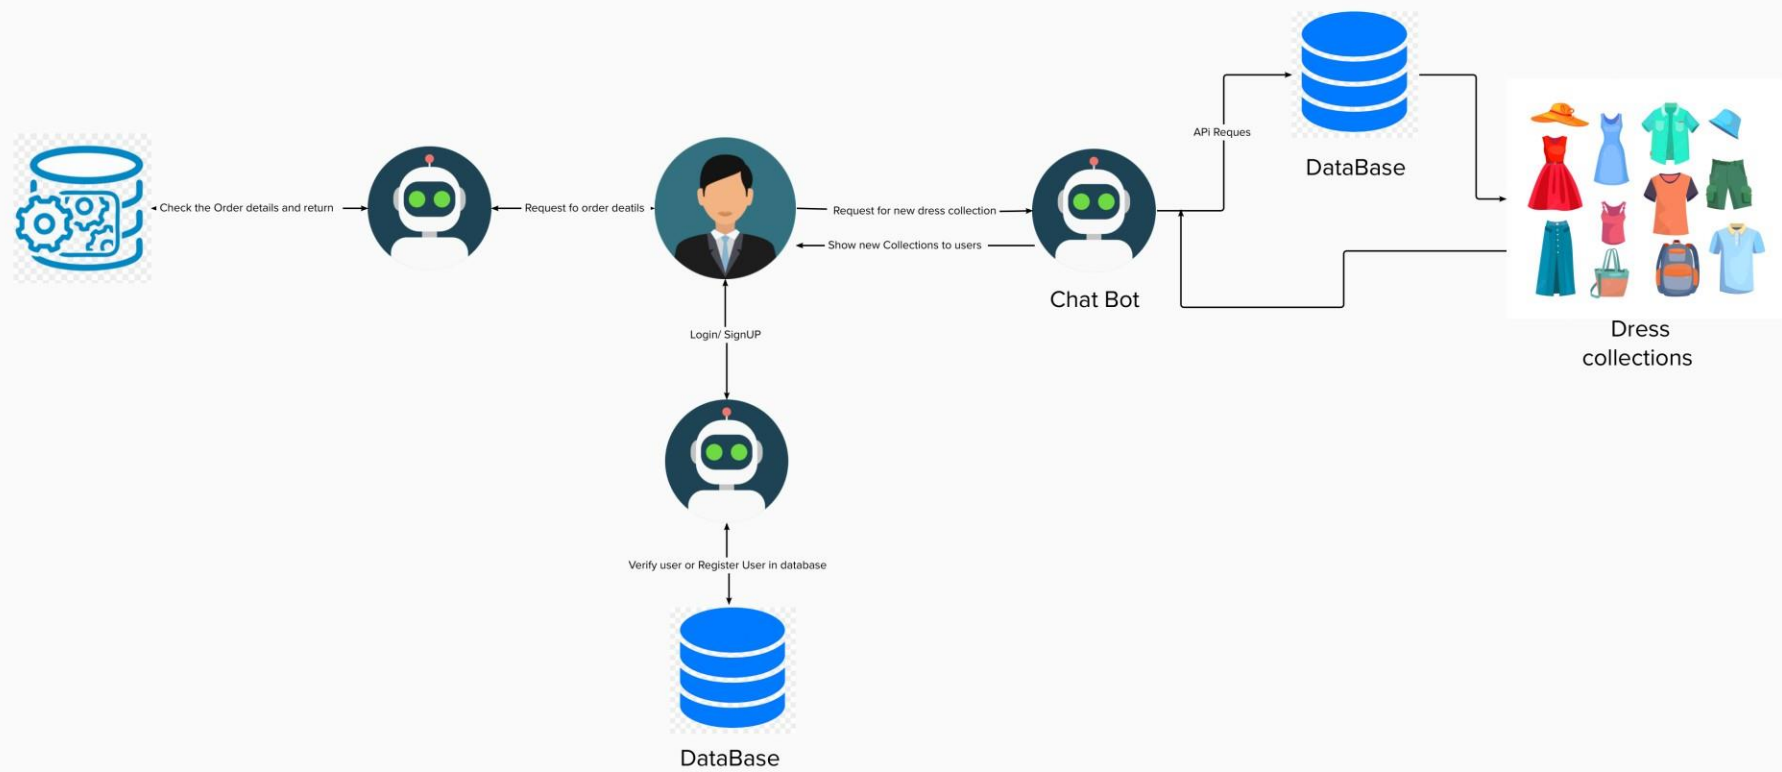 APi Reques
DataBase
Check the Order details and return
Request fo order deatils
Request for new dress collection
Show new Collections to users
Chat Bot
Dress
collections
Login/ SignUP
Verify user or Register User in database
DataBase